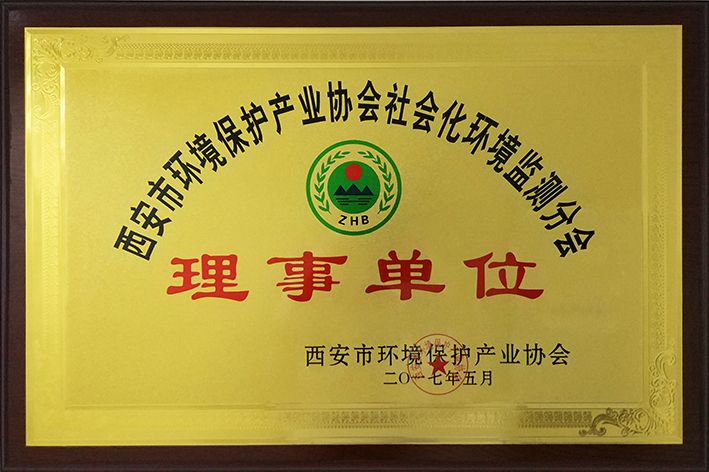 西安市环境保护产业协会社会化环境监测分会
ZHB
理事单位
西安市环境保护产业协会
二〇一七年五月